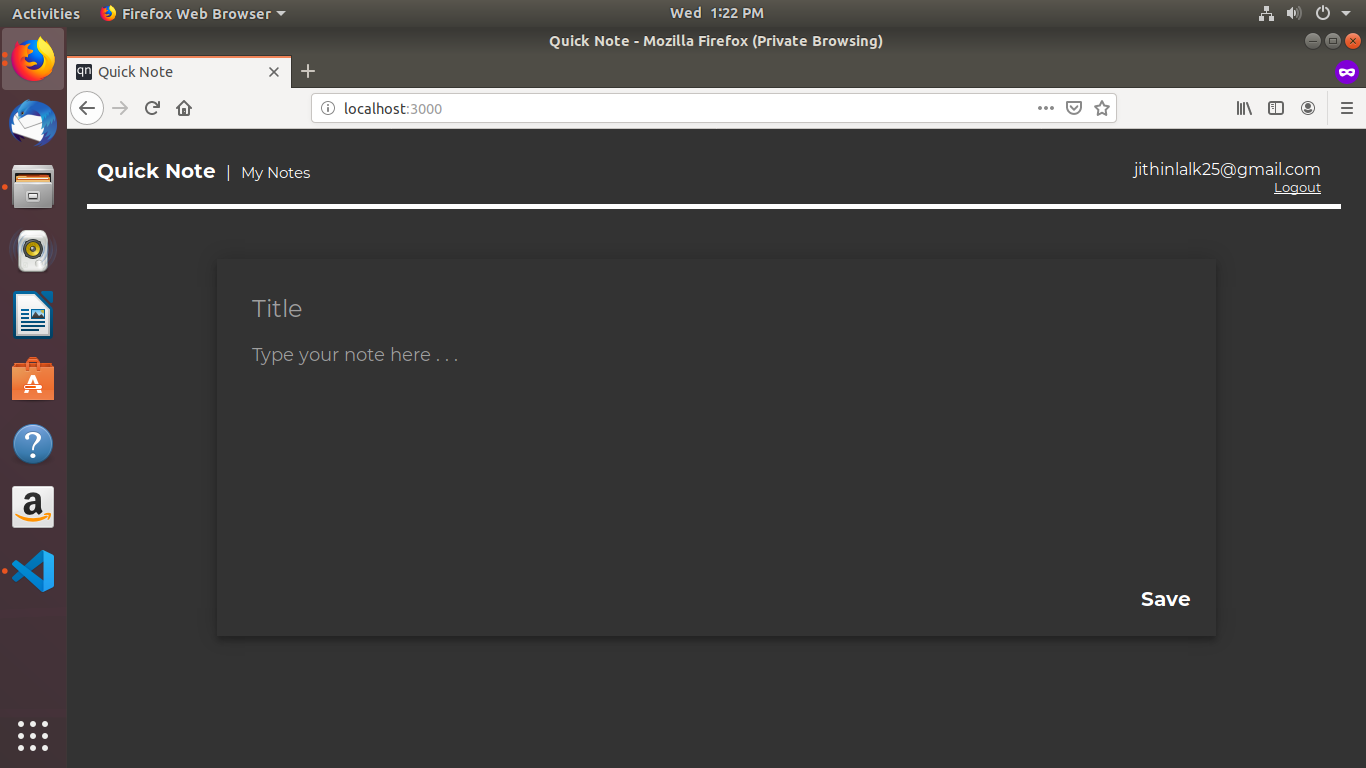 Activities Firefox Web Browser Wed 1:22 PM
Quick Note - Mozilla Firefox (Private Browsing)
qn Quick Note
localhost:3000
Quick Note | My Notes jithinlalk25@gmail.com
Logout
Title
Type your note here . . .
Save